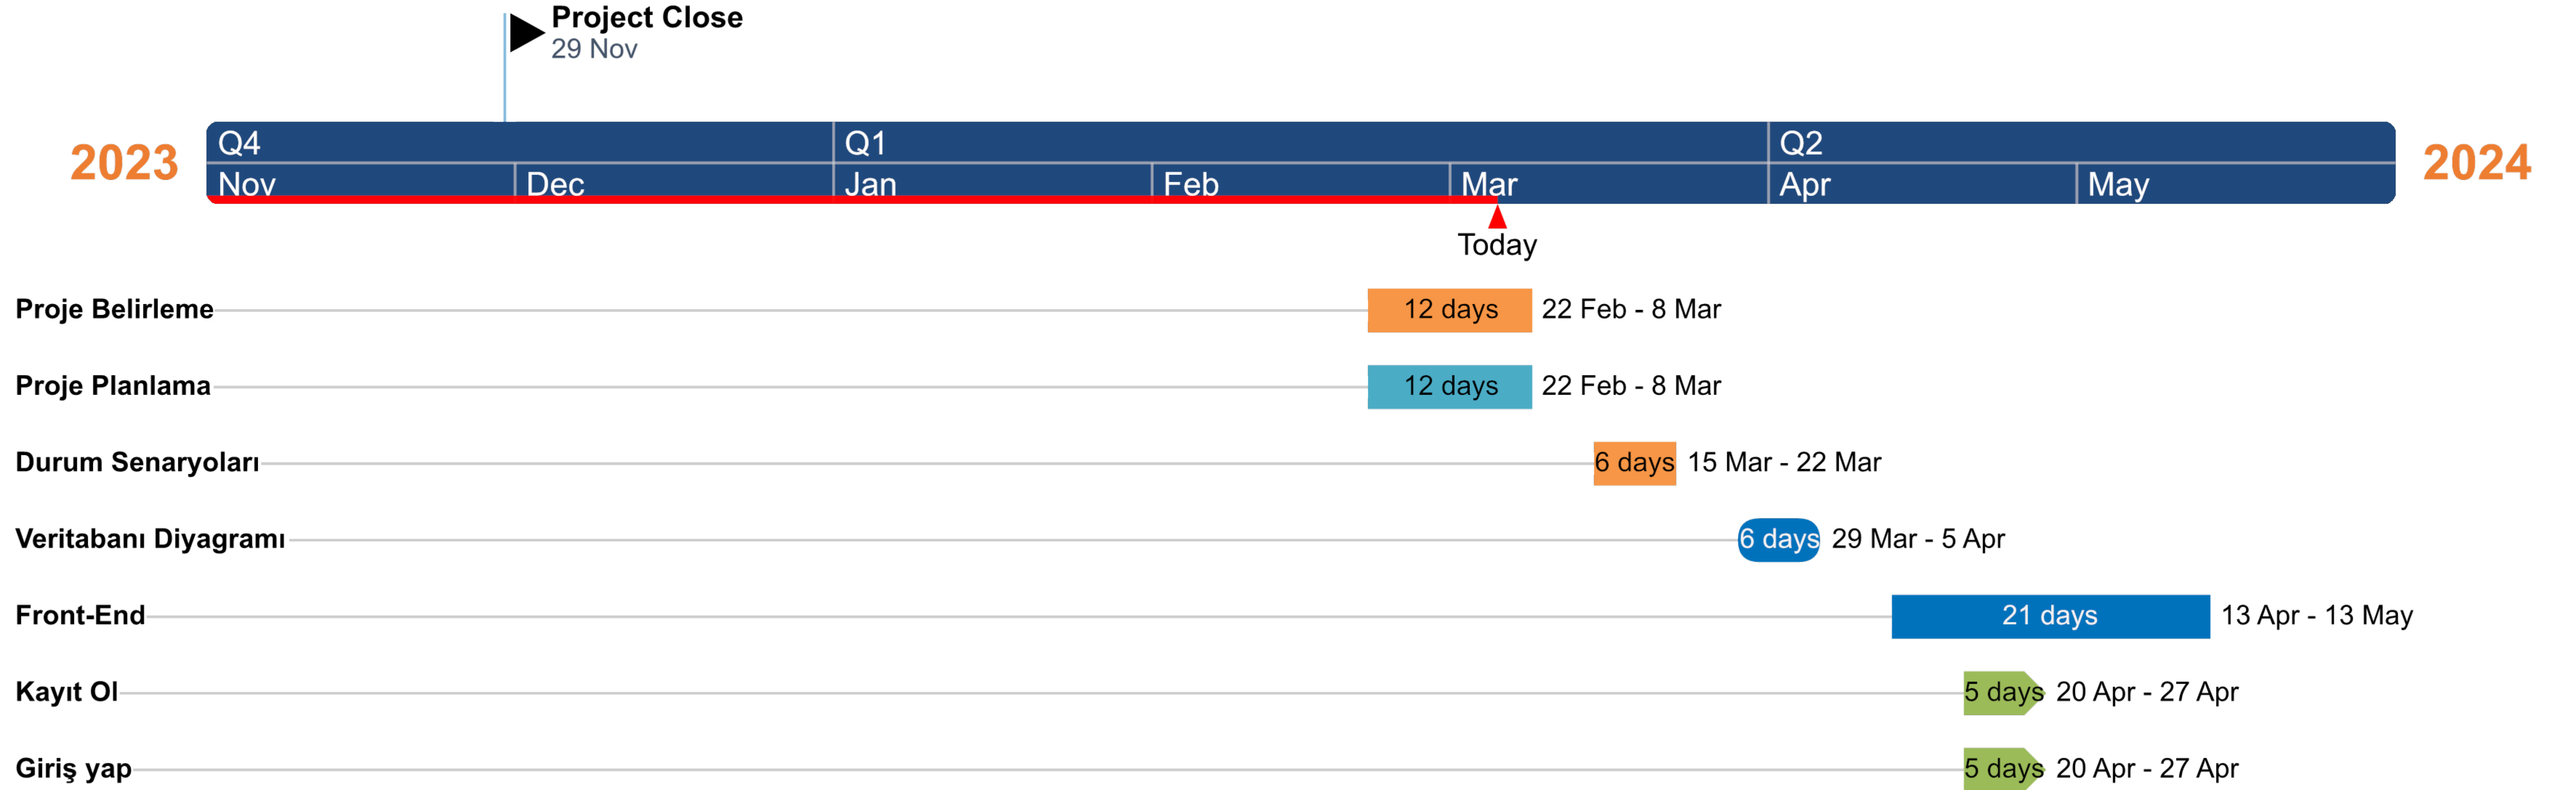 Project Close
29 Nov
2023
Q4 Q1 Q2
Nov Dec Jan Feb Mar Apr May
2024
Today
Proje Belirleme 12 days 22 Feb - 8 Mar
Proje Planlama 12 days 22 Feb - 8 Mar
Durum Senaryoları 6 days 15 Mar - 22 Mar
Veritabanı Diyagramı 6 days 29 Mar - 5 Apr
Front-End 21 days 13 Apr - 13 May
Kayıt Ol 5 days 20 Apr - 27 Apr
Giriş yap 5 days 20 Apr - 27 Apr